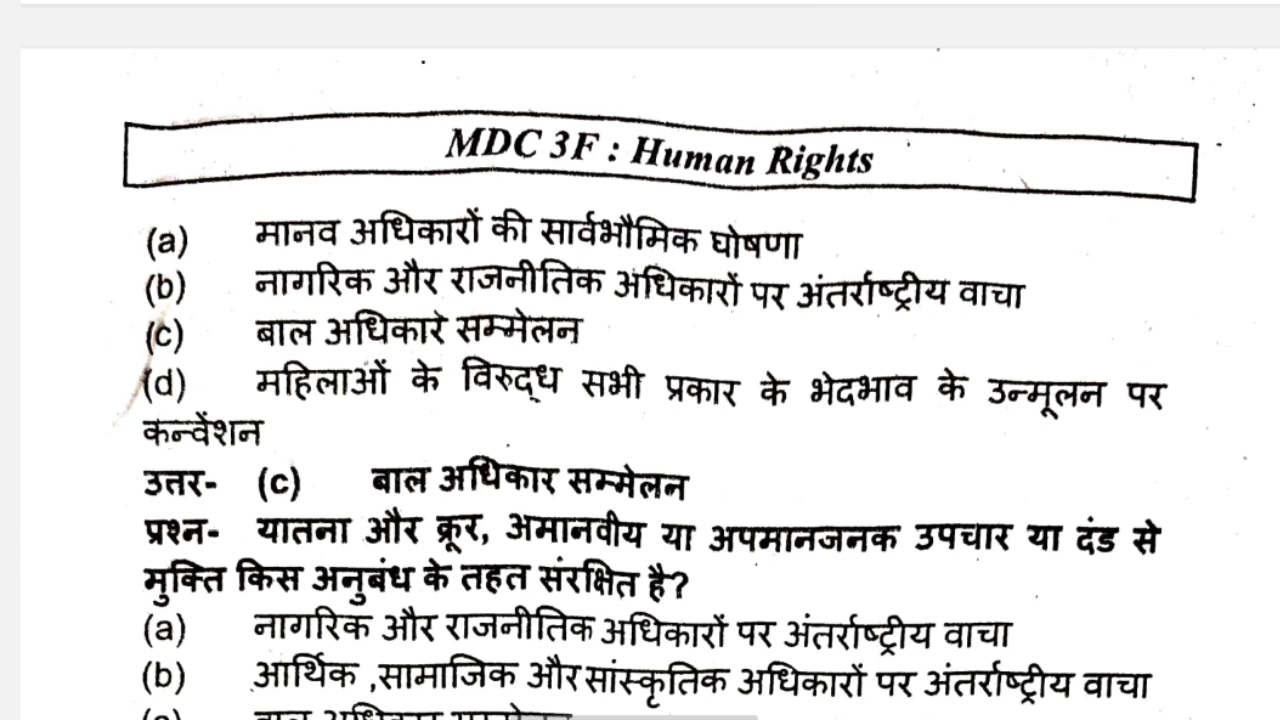 MDC 3F : Human Rights
(a) मानव अधिकारों की सार्वभौमिक घोषणा
(b) नागरिक और राजनीतिक अधिकारों पर अंतर्राष्ट्रीय वाचा
(c) बाल अधिकारे सम्मेलन
(d) महिलाओं के विरुद्ध सभी प्रकार के भेदभाव के उन्मूलन पर
कन्वेंशन
उत्तर- (c) बाल अधिकार सम्मेलन
प्रश्न- यातना और क्रूर, अमानवीय या अपमानजनक उपचार या दंड से
मुक्ति किस अनुबंध के तहत संरक्षित है?
(a) नागरिक और राजनीतिक अधिकारों पर अंतर्राष्ट्रीय वाचा
(b) आर्थिक ,सामाजिक और सांस्कृतिक अधिकारों पर अंतर्राष्ट्रीय वाचा